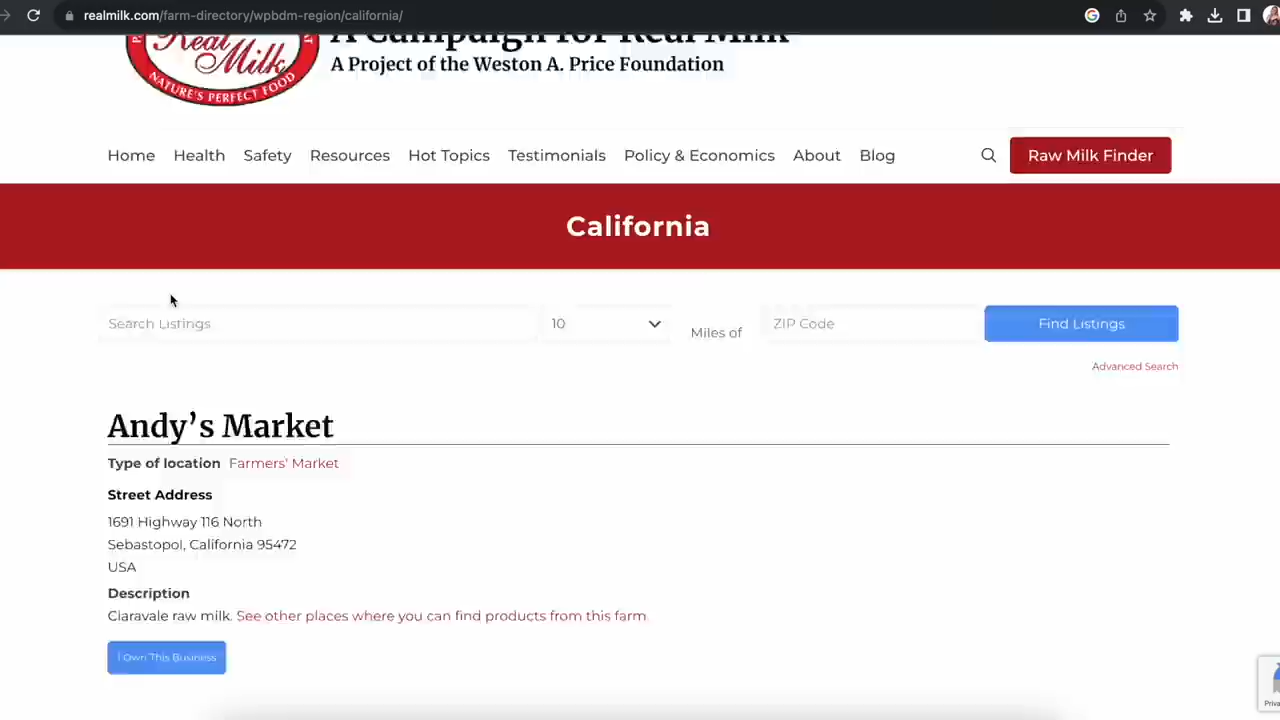 realmilk.com/farm-directory/wpbdm-region/california/
Real
Milk
NATURE'S PERFECT FOOD
A Campaign for Real Milk
A Project of the Weston A. Price Foundation
Home Health Safety Resources Hot Topics Testimonials Policy & Economics About Blog Raw Milk Finder
California
Search Listings 10 Miles of ZIP Code Find Listings
Advanced Search
Andy's Market
Type of location Farmers' Market
Street Address
1691 Highway 116 North
Sebastopol, California 95472
USA
Description
Claravale raw milk. See other places where you can find products from this farm.
I Own This Business